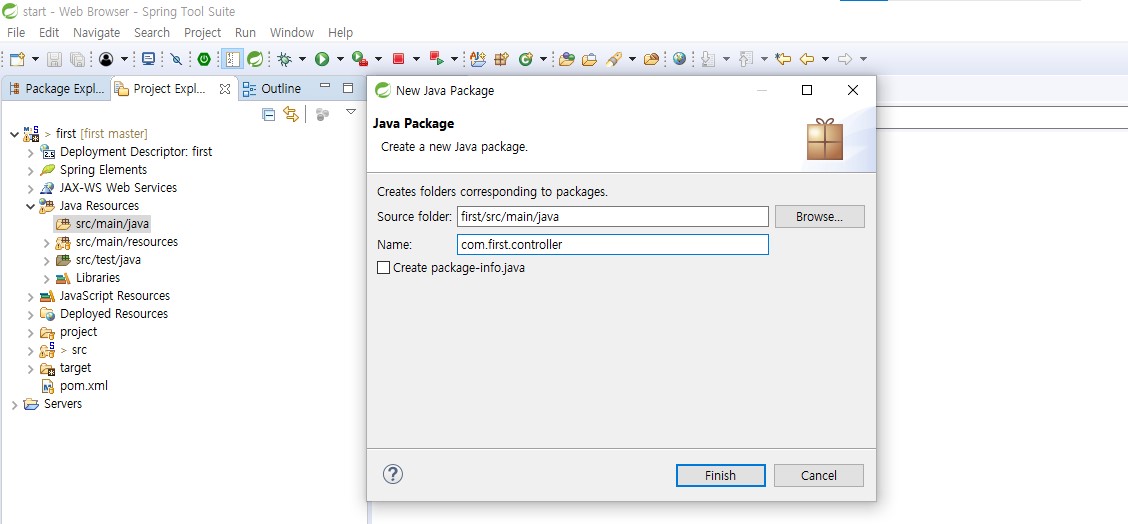 start - Web Browser - Spring Tool Suite
File Edit Navigate Search Project Run Window Help
Package Expl... Project Expl... Outline
> first [first master]
Deployment Descriptor: first
Spring Elements
JAX-WS Web Services
Java Resources
src/main/java
src/main/resources
src/test/java
Libraries
JavaScript Resources
Deployed Resources
project
> src
target
pom.xml
Servers
New Java Package
Java Package
Create a new Java package.
Creates folders corresponding to packages.
Source folder: first/src/main/java Browse...
Name: com.first.controller
Create package-info.java
Finish Cancel